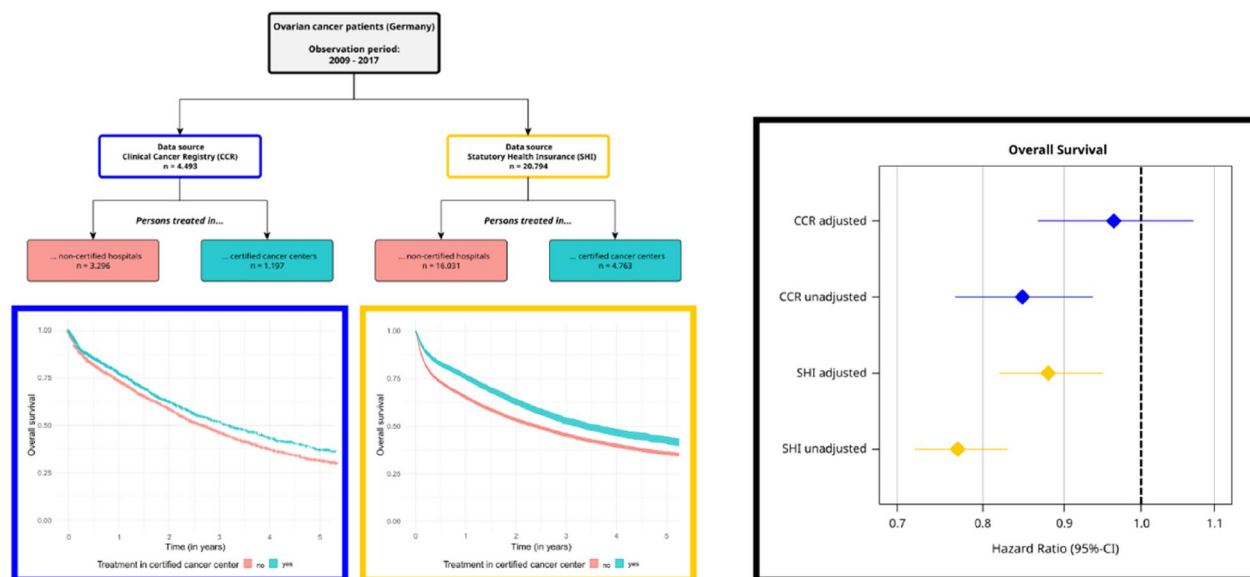 Ovarian cancer patients (Germany)
Observation period:
2009 - 2017
Data source
Clinical Cancer Registry (CCR)
n = 4.493
Data source
Statutory Health Insurance (SHI)
n = 20.794
Persons treated in...
Persons treated in...
... non-certified hospitals
n = 3.296
... certified cancer centers
n = 1.197
... non-certified hospitals
n = 16.031
... certified cancer centers
n = 4.763
Overall survival
1.00
0.75
0.50
0.25
0.00
0 1 2 3 4 5
Time (in years)
Treatment in certified cancer center no yes
Overall survival
1.00
0.75
0.50
0.25
0.00
0 1 2 3 4 5
Time (in years)
Treatment in certified cancer center no yes
Overall Survival
CCR adjusted
CCR unadjusted
SHI adjusted
SHI unadjusted
0.7 0.8 0.9 1.0 1.1
Hazard Ratio (95%-CI)